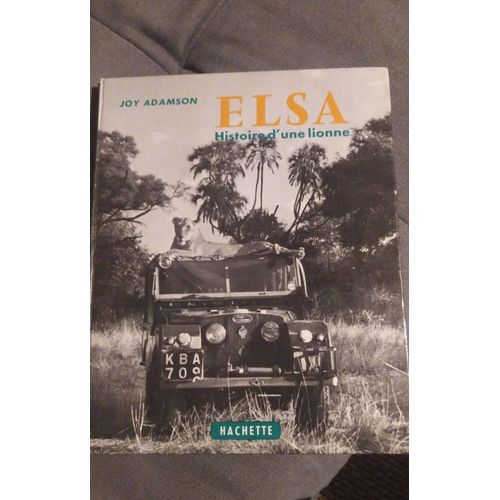 JOY ADAMSON
ELSA
Histoire d'une lionne
KBA
709
HACHETTE